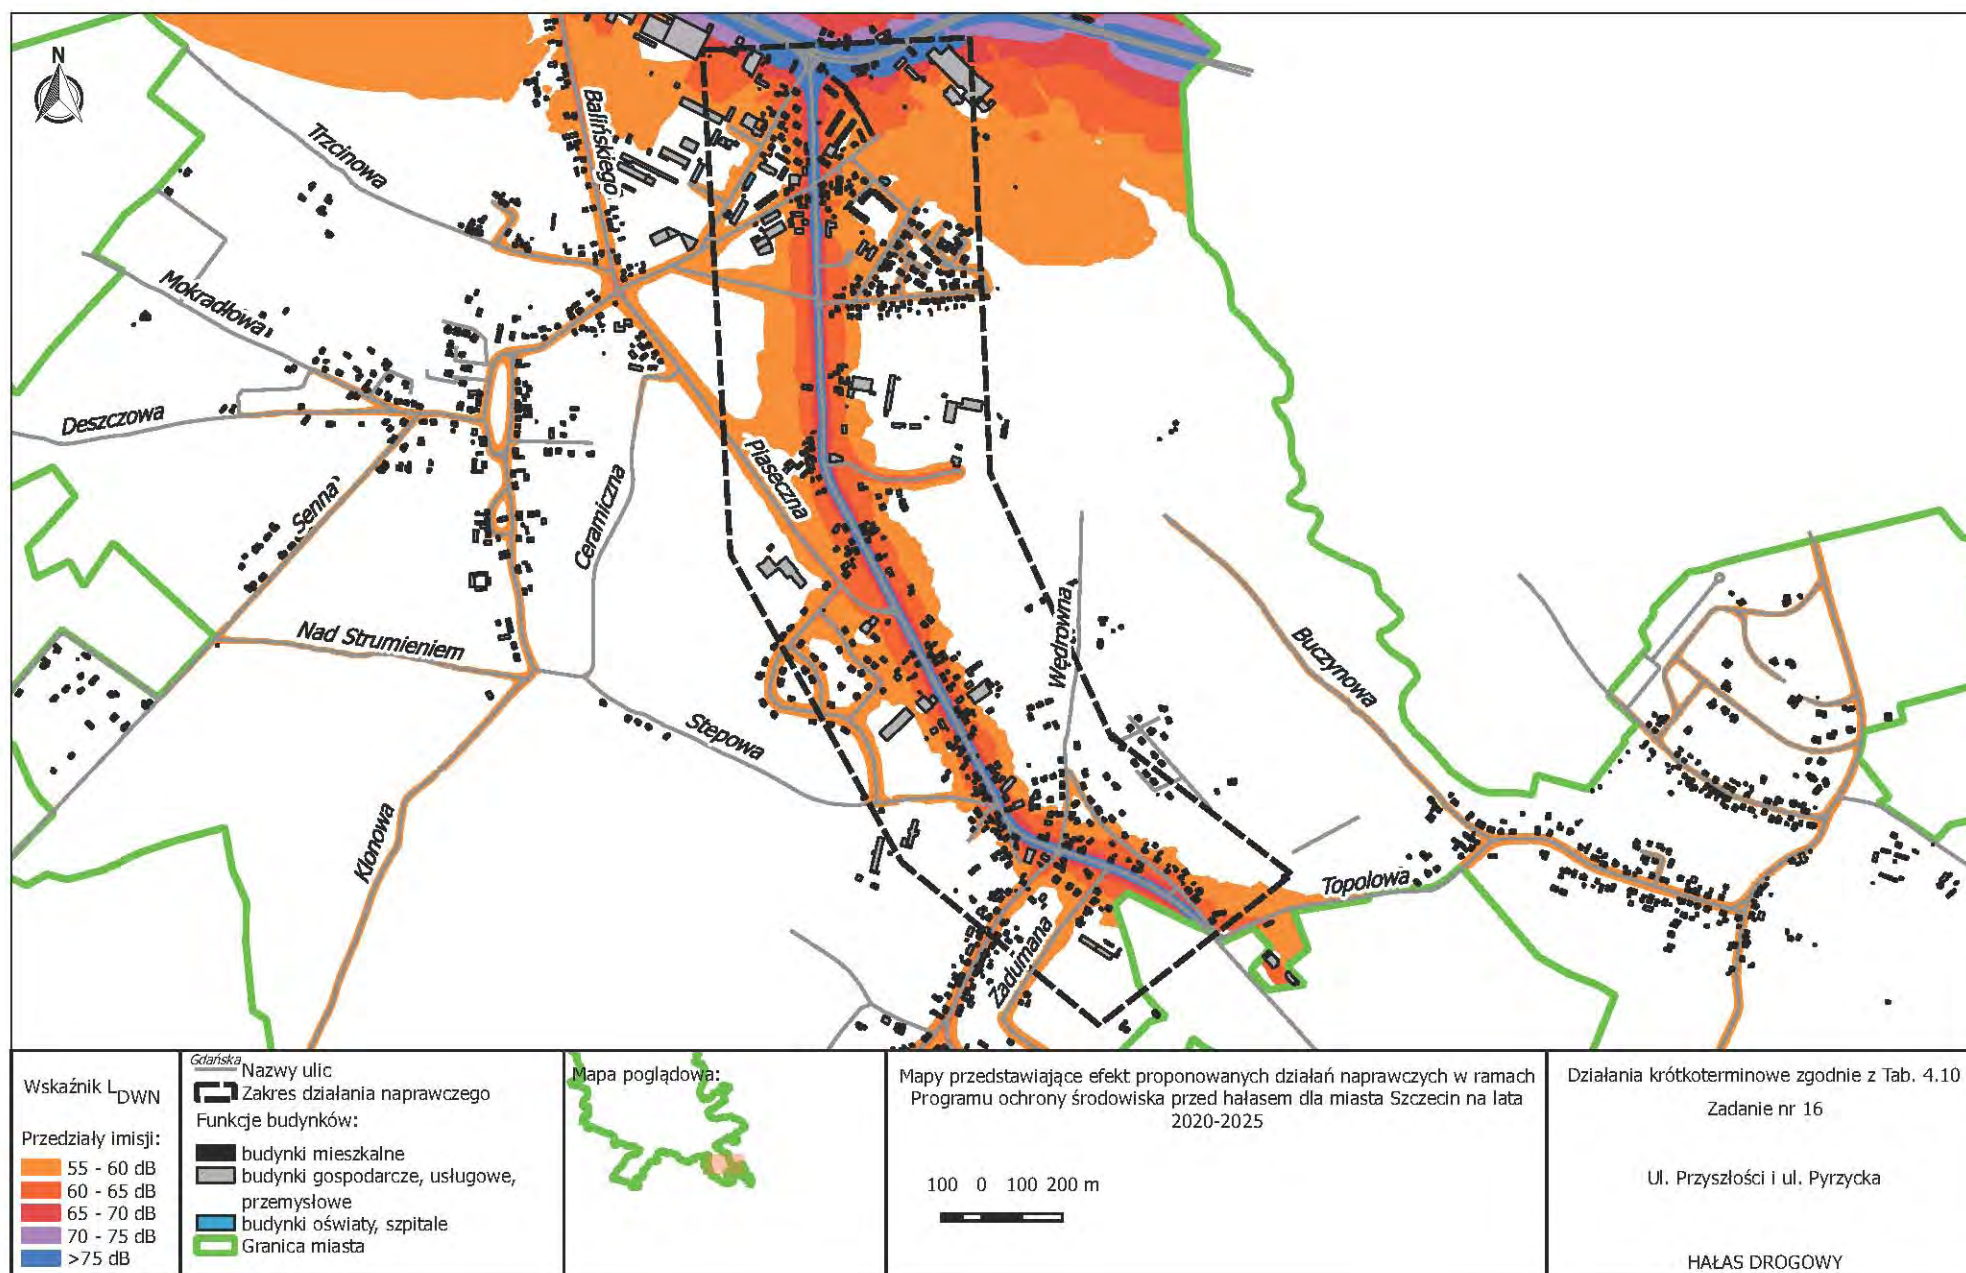 N
Trzcinowa
Balińskiego
Mokradłowa
Deszczowa
Senna
Ceramiczna
Piaseczna
Nad Strumieniem
Stepowa
Klonowa
Wędrowna
Buczynowa
Topolowa
Zadumana
Wskaźnik LDWN
Przedziały imisji:
55 - 60 dB
60 - 65 dB
65 - 70 dB
70 - 75 dB
>75 dB
Gdańska
Nazwy ulic
Zakres działania naprawczego
Funkcje budynków:
budynki mieszkalne
budynki gospodarcze, usługowe,
przemysłowe
budynki oświaty, szpitale
Granica miasta
Mapa poglądowa:
Mapy przedstawiające efekt proponowanych działań naprawczych w ramach
Programu ochrony środowiska przed hałasem dla miasta Szczecin na lata
2020-2025
100 0 100 200 m
Działania krótkoterminowe zgodnie z Tab. 4.10
Zadanie nr 16
Ul. Przyszłości i ul. Pyrzycka
HAŁAS DROGOWY